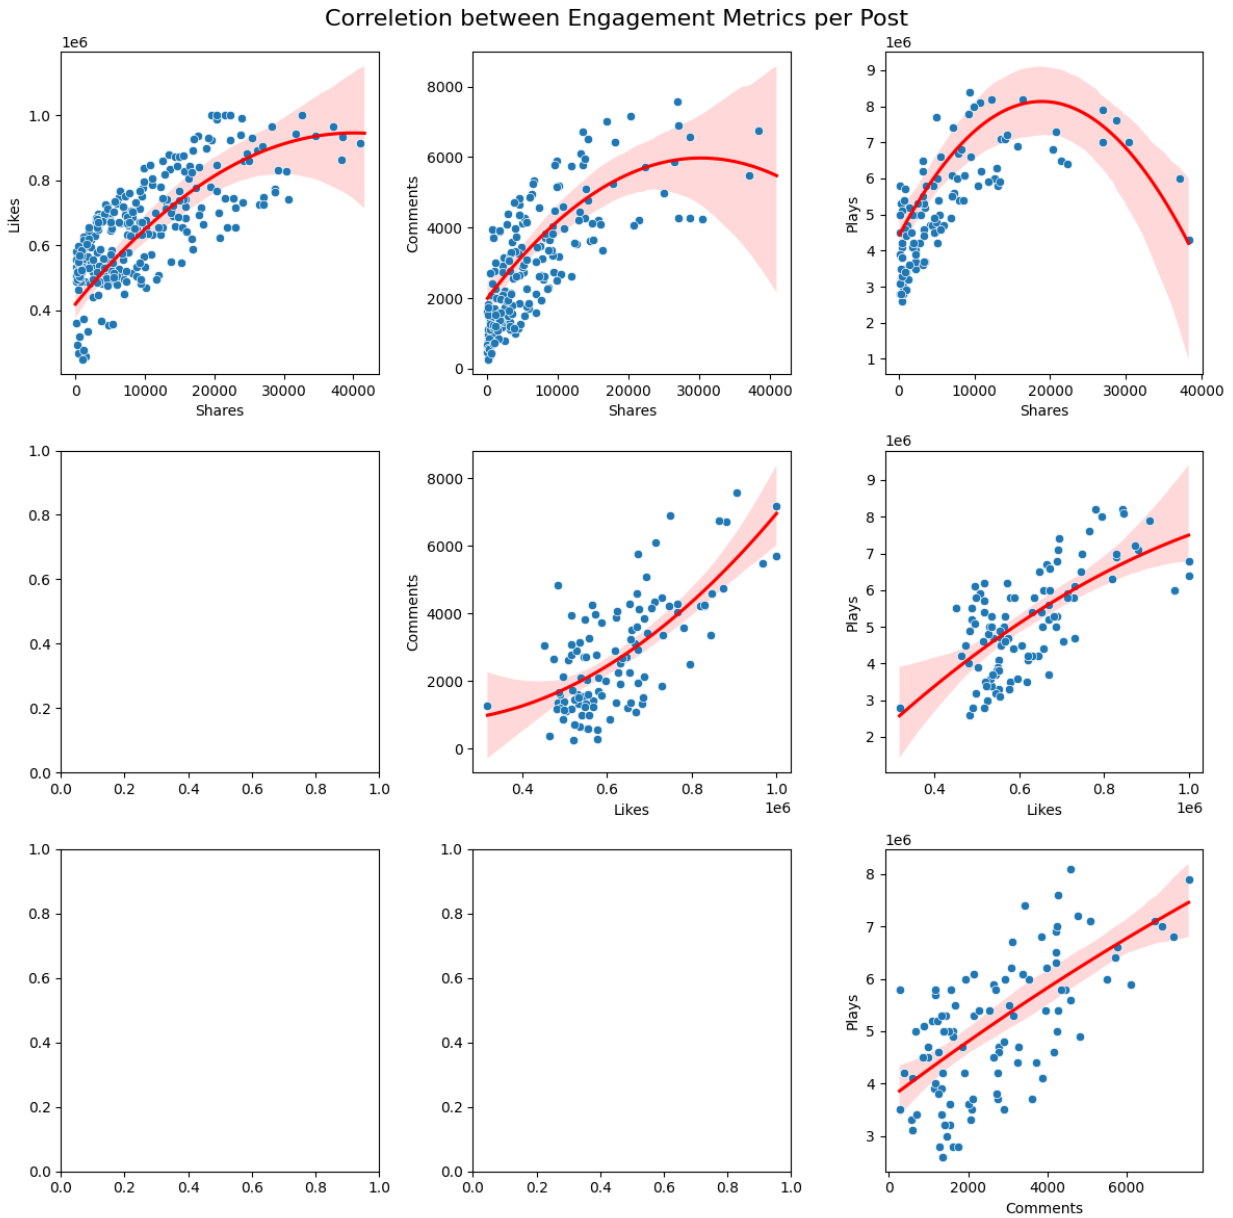 Correletion between Engagement Metrics per Post
1e6
1.0
0.8
0.6
0.4
Likes
0 10000 20000 30000 40000
Shares
8000
6000
4000
2000
0
Comments
0 10000 20000 30000 40000
Shares
1e6
9
8
7
6
5
4
3
2
1
Plays
0 10000 20000 30000 40000
Shares
1.0
0.8
0.6
0.4
0.2
0.0
0.0 0.2 0.4 0.6 0.8 1.0
8000
6000
4000
2000
0
Comments
0.4 0.6 0.8 1.0
Likes
1e6
1e6
9
8
7
6
5
4
3
2
Plays
0.4 0.6 0.8 1.0
Likes
1e6
1.0
0.8
0.6
0.4
0.2
0.0
0.0 0.2 0.4 0.6 0.8 1.0
1.0
0.8
0.6
0.4
0.2
0.0
0.0 0.2 0.4 0.6 0.8 1.0
1e6
8
7
6
5
4
3
Plays
0 2000 4000 6000
Comments